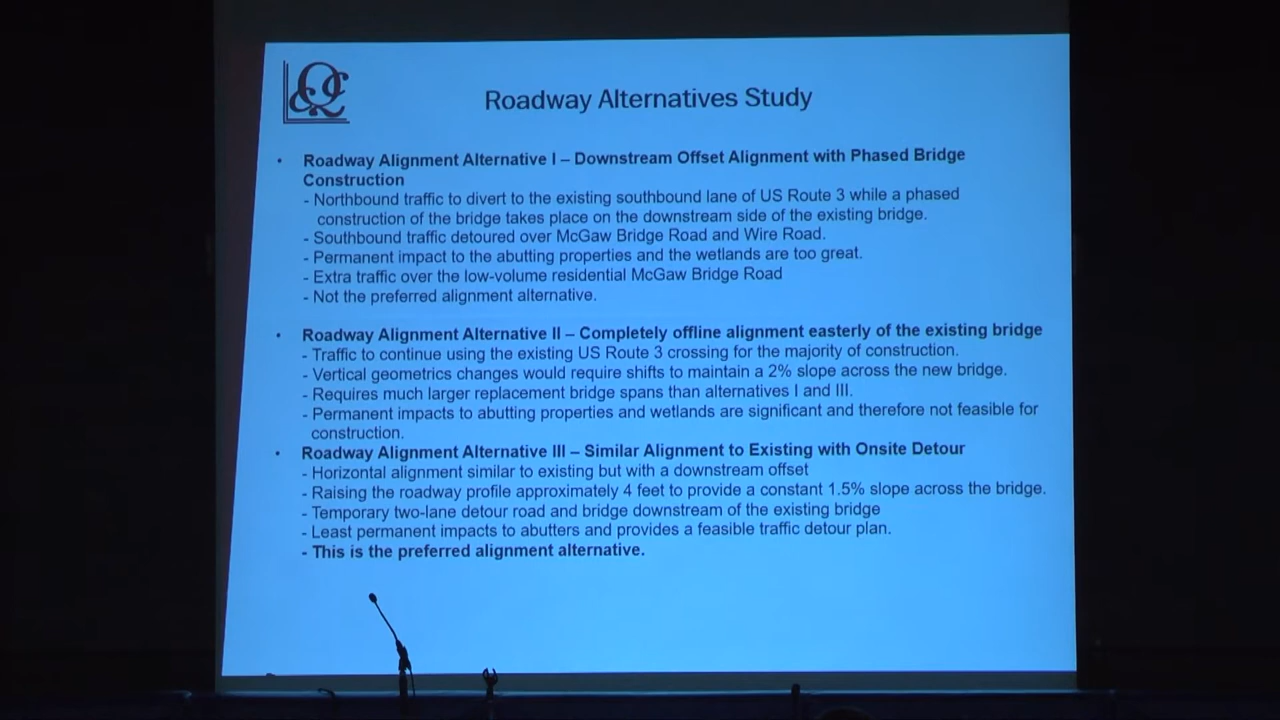 Roadway Alternatives Study
• Roadway Alignment Alternative I – Downstream Offset Alignment with Phased Bridge
Construction
- Northbound traffic to divert to the existing southbound lane of US Route 3 while a phased
construction of the bridge takes place on the downstream side of the existing bridge.
- Southbound traffic detoured over McGaw Bridge Road and Wire Road.
- Permanent impact to the abutting properties and the wetlands are too great.
- Extra traffic over the low-volume residential McGaw Bridge Road
- Not the preferred alignment alternative.
• Roadway Alignment Alternative II – Completely offline alignment easterly of the existing bridge
- Traffic to continue using the existing US Route 3 crossing for the majority of construction.
- Vertical geometrics changes would require shifts to maintain a 2% slope across the new bridge.
- Requires much larger replacement bridge spans than alternatives I and III.
- Permanent impacts to abutting properties and wetlands are significant and therefore not feasible for
construction.
• Roadway Alignment Alternative III – Similar Alignment to Existing with Onsite Detour
- Horizontal alignment similar to existing but with a downstream offset
- Raising the roadway profile approximately 4 feet to provide a constant 1.5% slope across the bridge.
- Temporary two-lane detour road and bridge downstream of the existing bridge
- Least permanent impacts to abutters and provides a feasible traffic detour plan.
- This is the preferred alignment alternative.